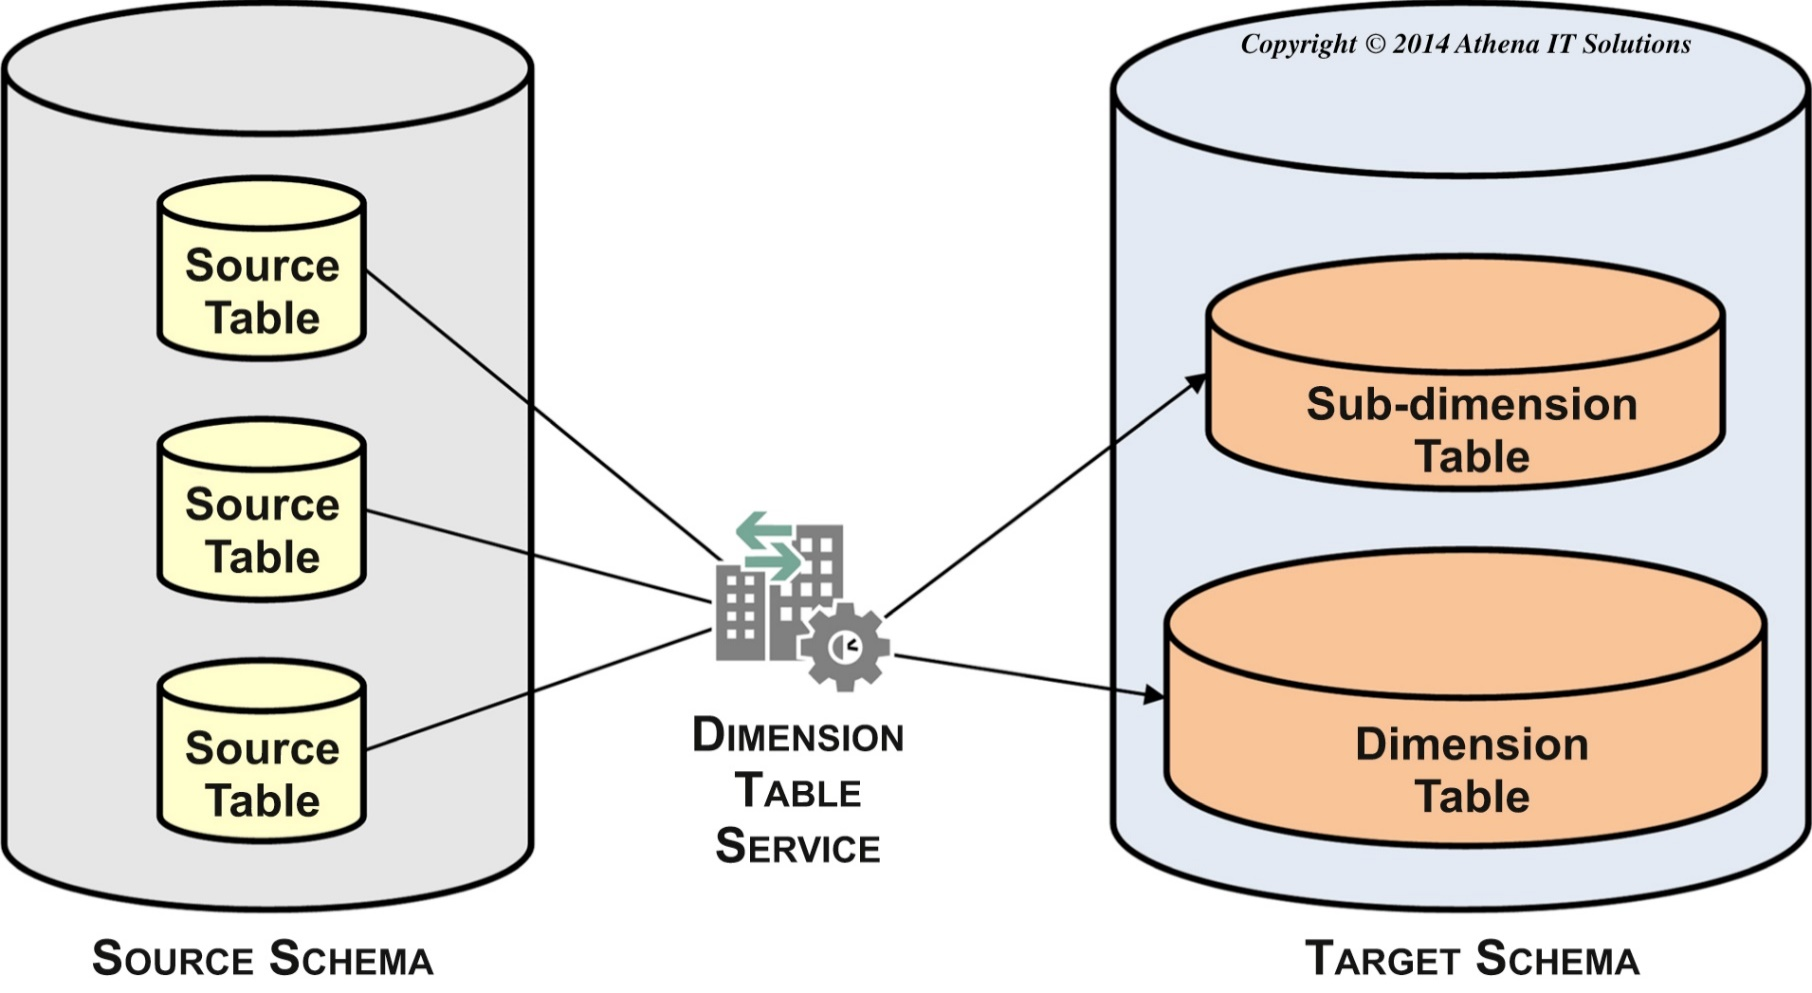 Copyright © 2014 Athena IT Solutions
Source
Table
Source
Table
Source
Table
DIMENSION
TABLE
SERVICE
Sub-dimension
Table
Dimension
Table
SOURCE SCHEMA
TARGET SCHEMA